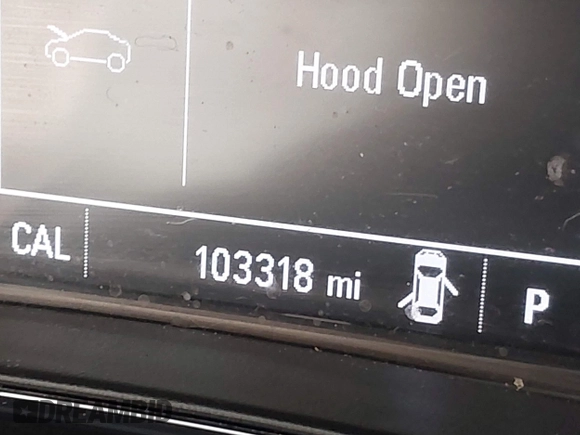 Hood Open
CAL 103318 mi P
DREAMBID